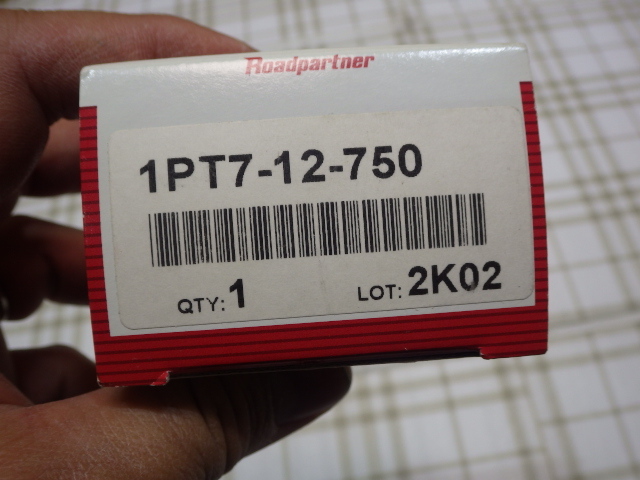 Roadpartner
1PT7-12-750
QTY: 1 LOT: 2K02